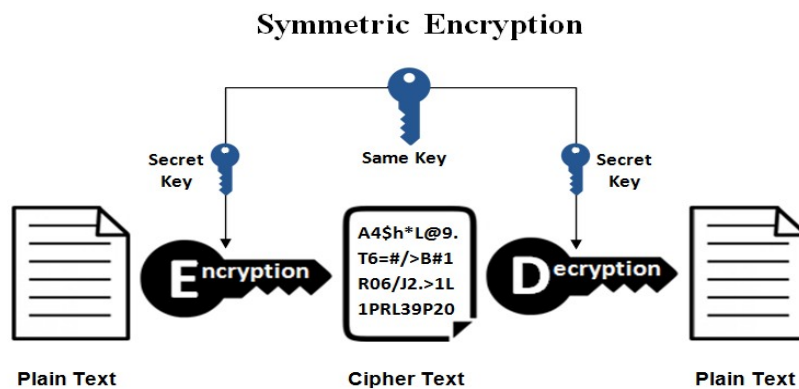 Symmetric Encryption
Secret
Key
Same Key
Secret
Key
A4$h*L@9.
T6=#/>B#1
R06/J2.>1L
1PRL39P20
Encryption
Decryption
Plain Text
Cipher Text
Plain Text